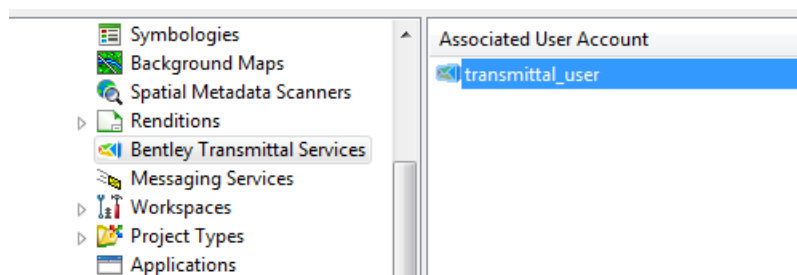 Symbologies
Background Maps
Spatial Metadata Scanners
Renditions
Bentley Transmittal Services
Messaging Services
Workspaces
Project Types
Applications
Associated User Account
transmittal_user